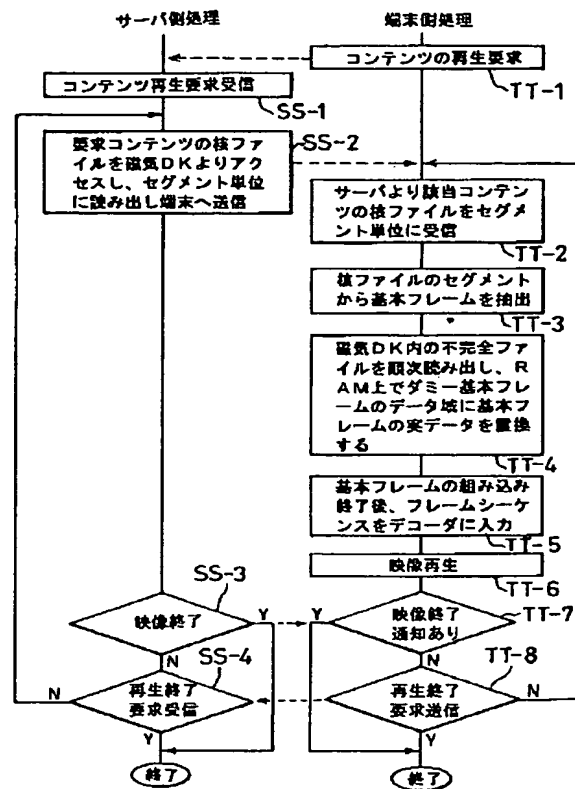 サーバ側処理
端末側処理
コンテンツの再生要求
TT-1
コンテンツ再生要求受信
SS-1
要求コンテンツの核ファ
イルを磁気DKよりアク
セスし、セグメント単位
に読み出し端末へ送信
SS-2
サーバより該当コンテン
ツの核ファイルをセグメ
ント単位に受信
TT-2
核ファイルのセグメント
から基本フレームを抽出
TT-3
磁気DK内の不完全ファイ
ルを順次読み出し、R
AM上でダミー基本フレ
ームのデータ域に基本フ
レームの実データを置換
する
TT-4
基本フレームの組み込み
終了後、フレームシーケ
ンスをデコーダに入力
TT-5
映像再生
TT-6
SS-3
映像終了
Y
N
映像終了
通知あり
TT-7
Y
N
SS-4
再生終了
要求受信
N
Y
再生終了
要求送信
TT-8
N
Y
終了
終了